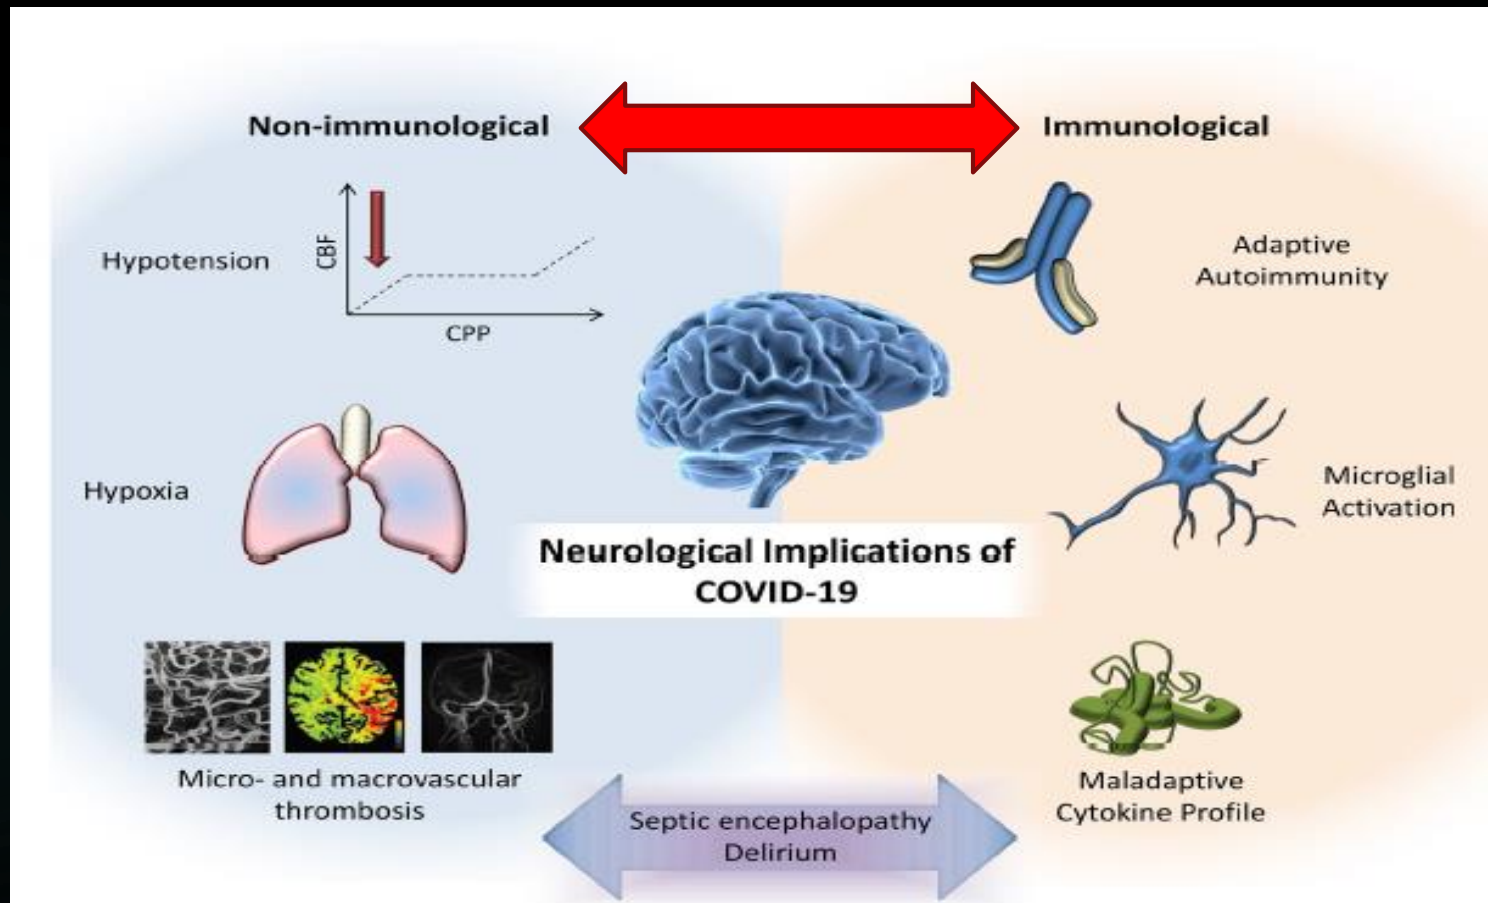 Non-immunological
Immunological
Hypotension
CBF
CPP
Adaptive
Autoimmunity
Hypoxia
Microglial
Activation
Neurological Implications of
COVID-19
Micro- and macrovascular
thrombosis
Maladaptive
Cytokine Profile
Septic encephalopathy
Delirium